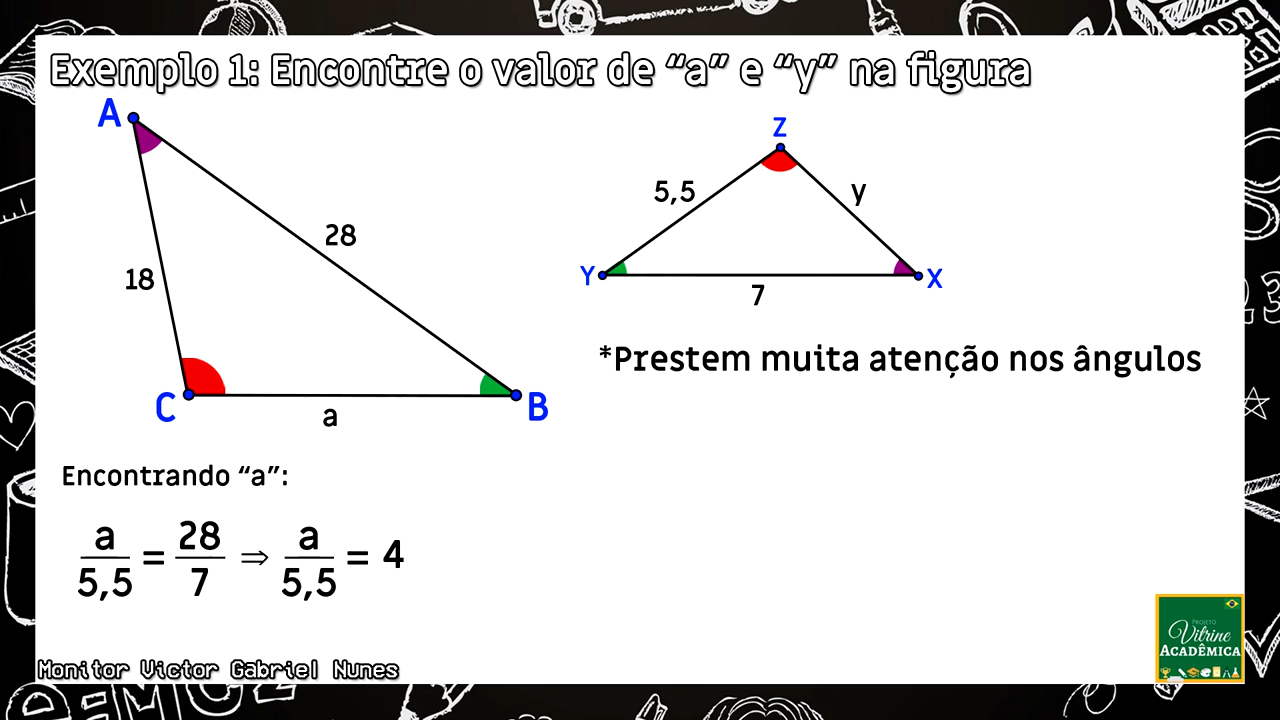 Exemplo 1: Encontre o valor de “a” e “y” na figura
A
28
18
C
a
B
Z
5,5
y
Y
7
X
*Prestem muita atenção nos ângulos
Encontrando “a”:
a/5,5 = 28/7 ⇒ a/5,5 = 4
Monitor Victor Gabriel Nunes
PROJETO
Vitrine
ACADÊMICA